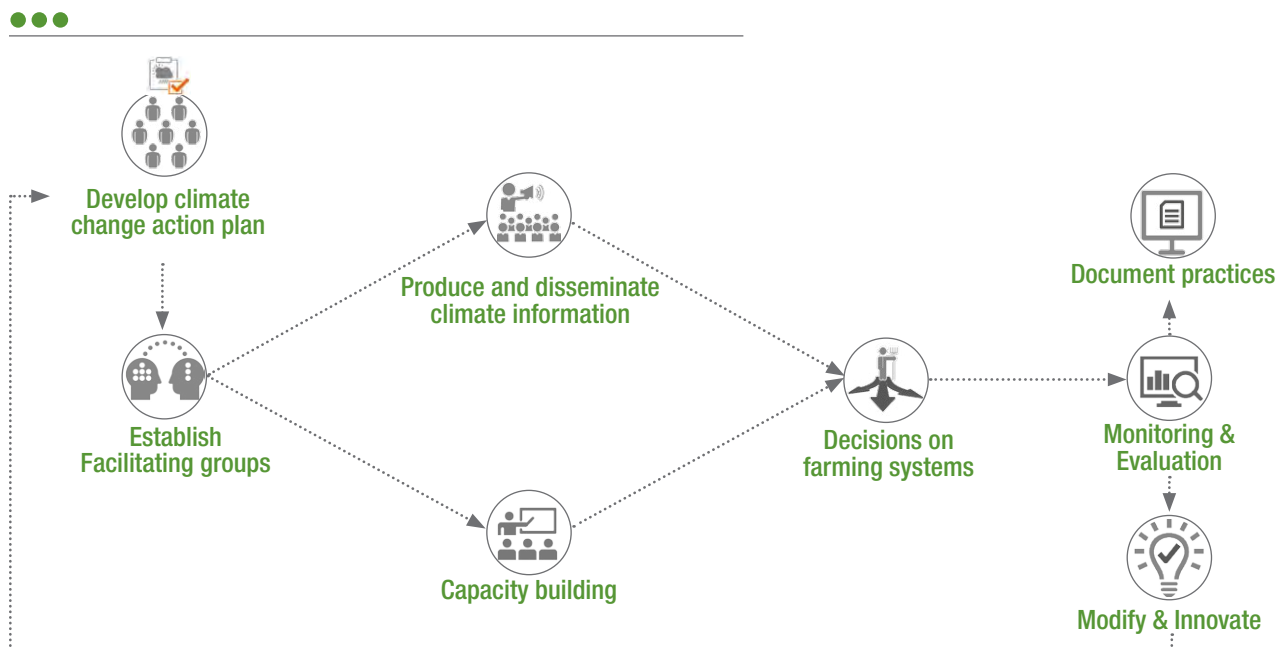 Develop climate
change action plan
Establish
Facilitating groups
Produce and disseminate
climate information
Capacity building
Decisions on
farming systems
Document practices
Monitoring &
Evaluation
Modify & Innovate